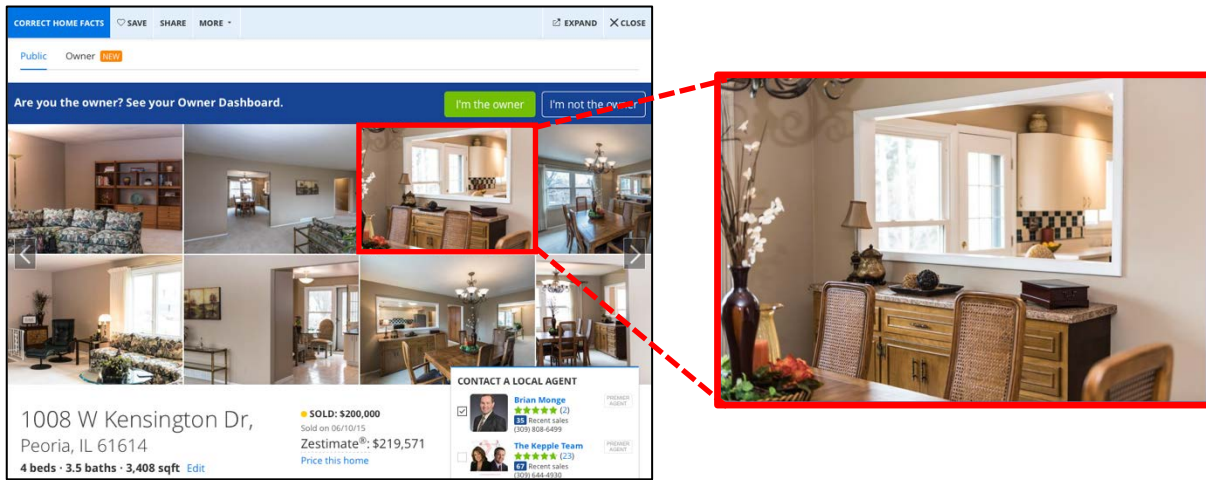 CORRECT HOME FACTS SAVE SHARE MORE EXPAND CLOSE
Public Owner NEW
Are you the owner? See your Owner Dashboard. I'm the owner I'm not the owner
CONTACT A LOCAL AGENT
Brian Monge
(2)
PREMIER
AGENT
35 Recent sales
(309) 808-6499
The Kepple Team
(23)
PREMIER
AGENT
67 Recent sales
(309) 644-4930
1008 W Kensington Dr,
Peoria, IL 61614
4 beds · 3.5 baths · 3,408 sqft Edit
SOLD: $200,000
Sold on 06/10/15
Zestimate®: $219,571
Price this home